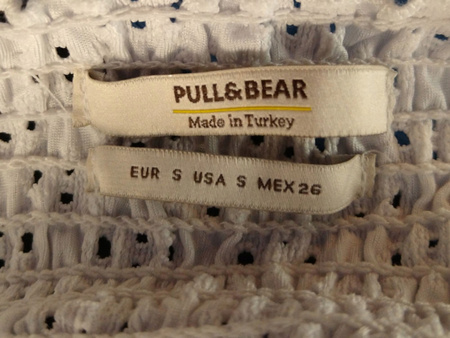 PULL&BEAR
Made in Turkey
EUR S USA S MEX 26